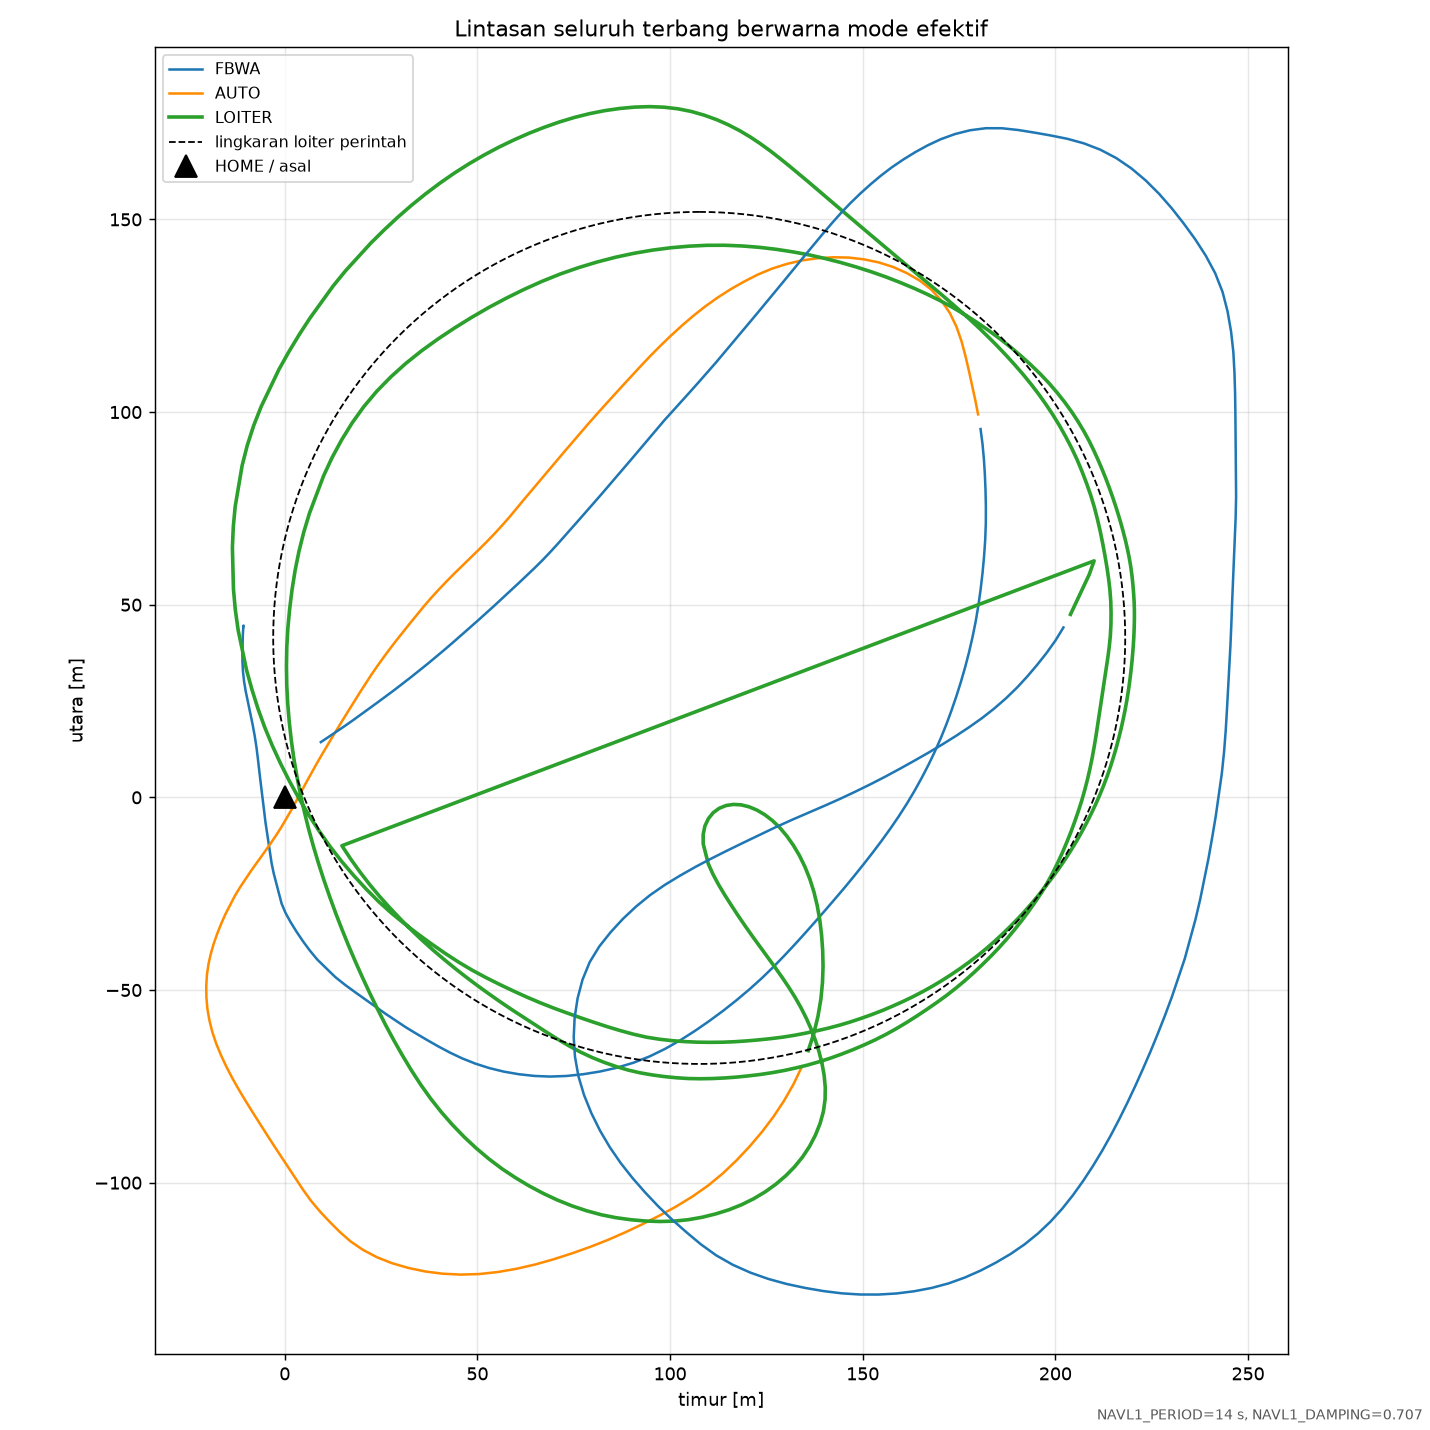 Lintasan seluruh terbang berwarna mode efektif
FBWA
AUTO
LOITER
lingkaran loiter perintah
HOME / asal
150
100
50
0
−50
−100
utara [m]
0
50
100
150
200
250
timur [m]
NAVL1_PERIOD=14 s, NAVL1_DAMPING=0.707